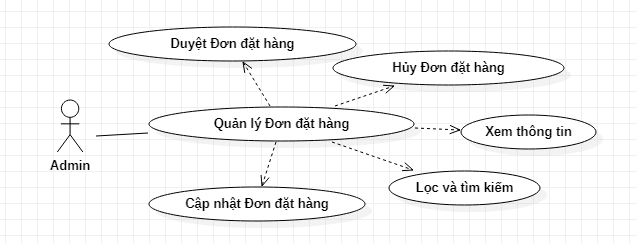 Duyệt Đơn đặt hàng
Hủy Đơn đặt hàng
Quản lý Đơn đặt hàng
Xem thông tin
Admin
Lọc và tìm kiếm
Cập nhật Đơn đặt hàng